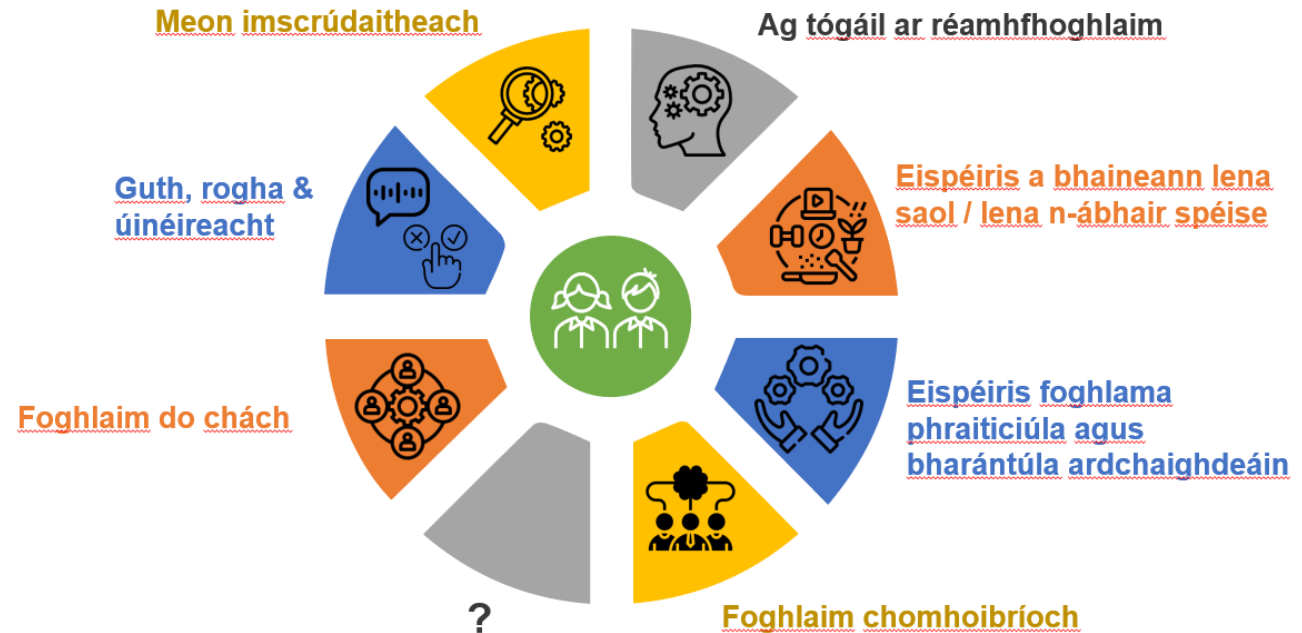 Meon imscrúdaitheach
Ag tógáil ar réamhfhoghlaim
Guth, rogha &
úinéireacht
Eispéiris a bhaineann lena
saol / lena n-ábhair spéise
Foghlaim do chách
Eispéiris foghlama
phraiticiúla agus
bharántúla ardchaighdeáin
?
Foghlaim chomhoibríoch